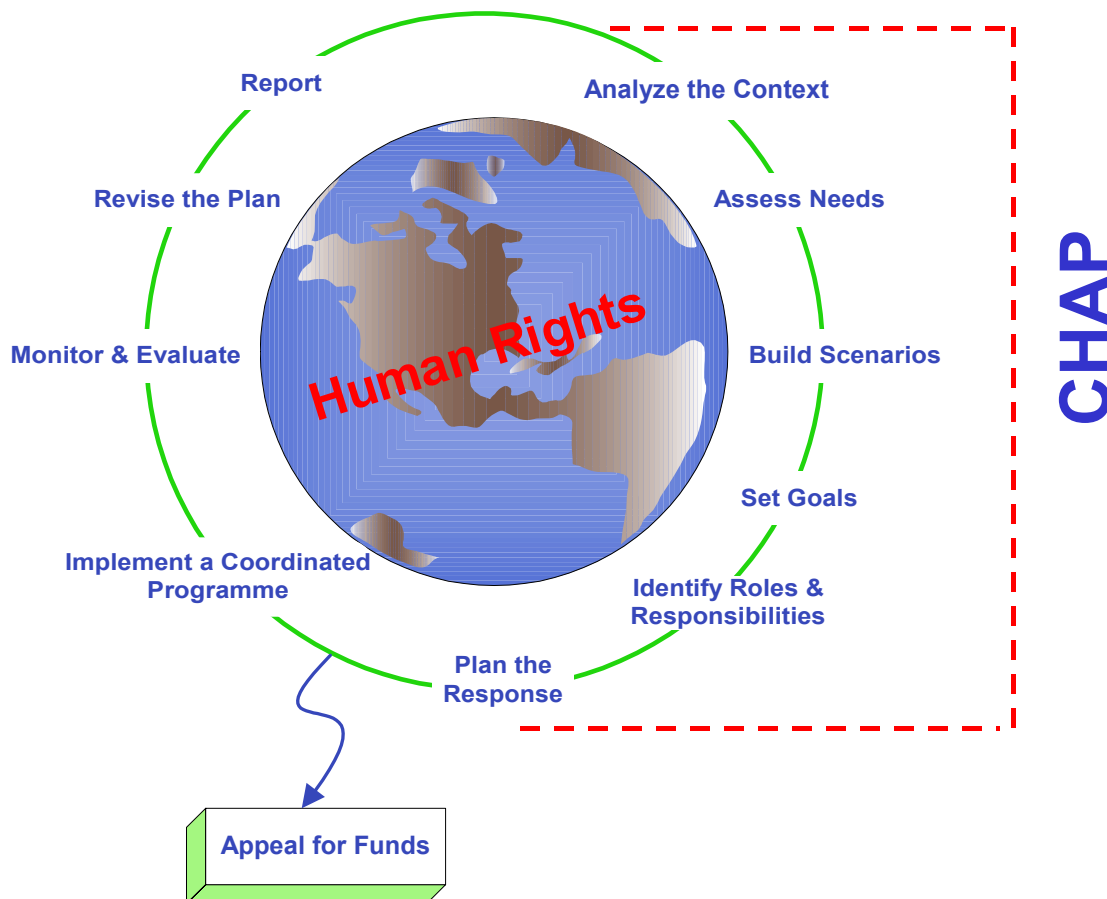 Report
Analyze the Context
Revise the Plan
Assess Needs
Human Rights
Monitor & Evaluate
Build Scenarios
CHAP
Set Goals
Implement a Coordinated
Programme
Identify Roles &
Responsibilities
Plan the
Response
Appeal for Funds